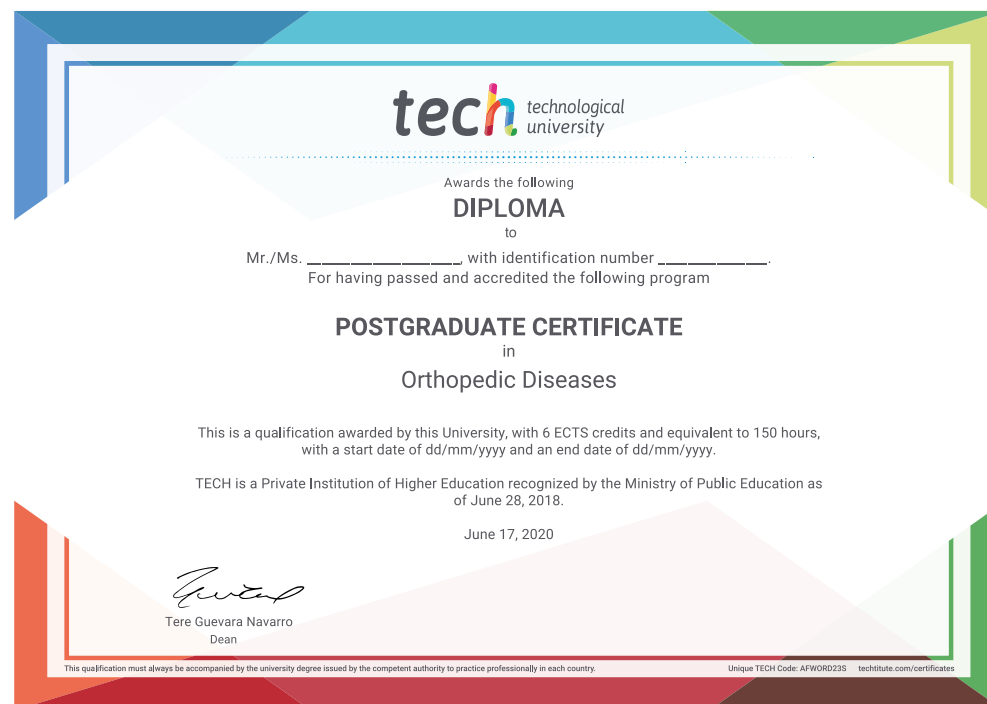 tech technological
university
Awards the following
DIPLOMA
to
Mr./Ms. ____________________, with identification number ______________.
For having passed and accredited the following program
POSTGRADUATE CERTIFICATE
in
Orthopedic Diseases
This is a qualification awarded by this University, with 6 ECTS credits and equivalent to 150 hours,
with a start date of dd/mm/yyyy and an end date of dd/mm/yyyy.
TECH is a Private Institution of Higher Education recognized by the Ministry of Public Education as
of June 28, 2018.
June 17, 2020
Tere Guevara Navarro
Dean
This qualification must always be accompanied by the university degree issued by the competent authority to practice professionally in each country.
Unique TECH Code: AFWORD23S techtitute.com/certificates